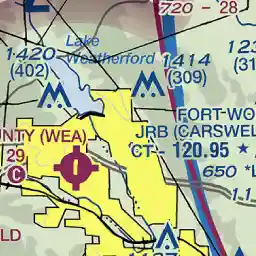 720 - 28
1420
(402)
Lake
Weatherford
1414
(309)
FORT-WO
JRB (CARSWEL
CT - 120.95 *
UNTY (WEA)
29
650
C
LD